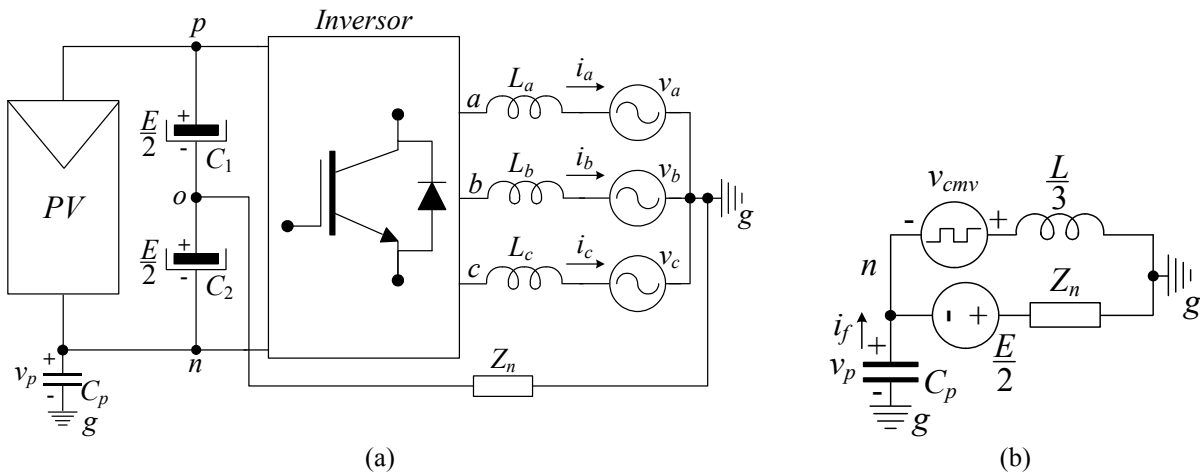 Inversor
p
PV
E/2
+
-
C1
o
E/2
+
-
C2
n
vp
+
-
Cp
g
a
La
ia
va
b
Lb
ib
vb
c
Lc
ic
vc
g
Zn
(a)
vcmv
-
+
L/3
n
g
Zn
- +
E/2
if
vp
+
-
Cp
g
(b)